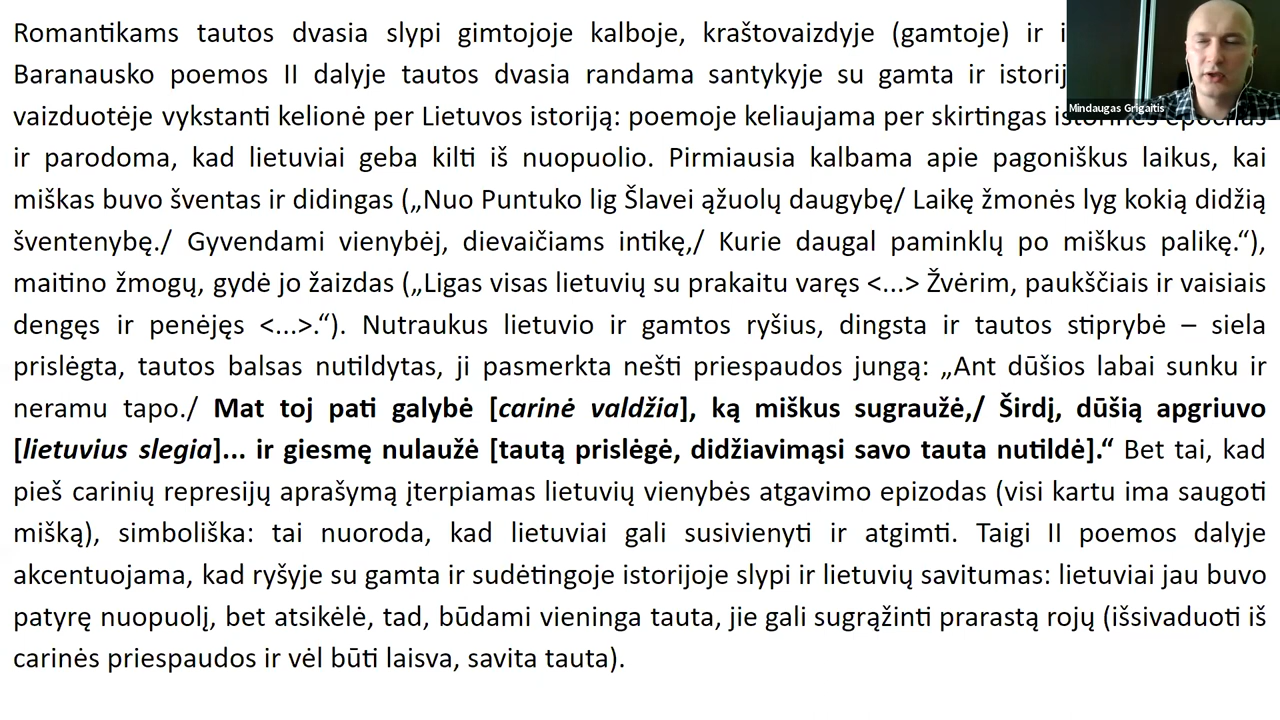 Romantikams tautos dvasia slypi gimtojoje kalboje, kraštovaizdyje (gamtoje) ir
Baranausko poemos II dalyje tautos dvasia randama santykyje su gamta ir
vaizduotėje vykstanti kelionė per Lietuvos istoriją: poemoje keliaujama per skirtingas istorines epochas
ir parodoma, kad lietuviai geba kilti iš nuopuolio. Pirmiausia kalbama apie pagoniškus laikus, kai
miškas buvo šventas ir didingas („Nuo Puntuko lig Šlavei ąžuolų daugybę/ Laikę žmonės lyg kokią didžią
šventenybę./ Gyvendami vienybėj, dievaičiams intikę,/ Kurie daugal paminklų po miškus palikę.“),
maitino žmogų, gydė jo žaizdas („Ligas visas lietuvių su prakaitu varęs <...> Žvėrim, paukščiais ir vaisiais
dengęs ir penėjęs <...>.“). Nutraukus lietuvio ir gamtos ryšius, dingsta ir tautos stiprybė – siela
prislėgta, tautos balsas nutildytas, ji pasmerkta nešti priespaudos jungą: „Ant dūšios labai sunku ir
neramu tapo./ Mat toj pati galybė [carinė valdžia], ką miškus sugraužė,/ Širdį, dūšią apgriuvo
[lietuvius slegia]... ir giesmę nulaužė [tautą prislėgė, didžiavimąsi savo tauta nutildė].“ Bet tai, kad
pieš carinių represijų aprašymą įterpiamas lietuvių vienybės atgavimo epizodas (visi kartu ima saugoti
mišką), simboliška: tai nuoroda, kad lietuviai gali susivienyti ir atgimti. Taigi II poemos dalyje
akcentuojama, kad ryšyje su gamta ir sudėtingoje istorijoje slypi ir lietuvių savitumas: lietuviai jau buvo
patyrę nuopuolį, bet atsikėlė, tad, būdami vieninga tauta, jie gali sugrąžinti prarastą rojų (išsivaduoti iš
carinės priespaudos ir vėl būti laisva, savita tauta).
Mindaugas Grigaitis